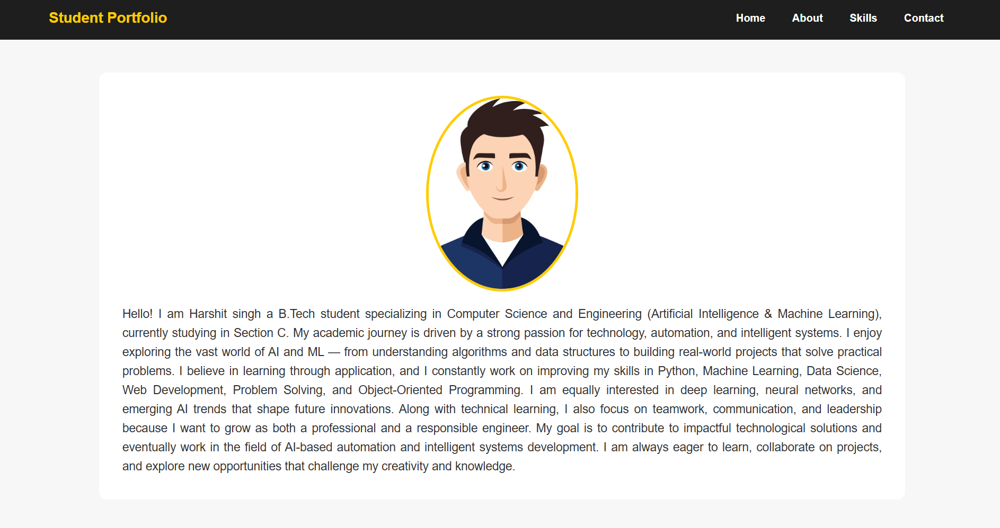 Student Portfolio
Home About Skills Contact
Hello! I am Harshit singh a B.Tech student specializing in Computer Science and Engineering (Artificial Intelligence & Machine Learning),
currently studying in Section C. My academic journey is driven by a strong passion for technology, automation, and intelligent systems. I enjoy
exploring the vast world of AI and ML — from understanding algorithms and data structures to building real-world projects that solve practical
problems. I believe in learning through application, and I constantly work on improving my skills in Python, Machine Learning, Data Science,
Web Development, Problem Solving, and Object-Oriented Programming. I am equally interested in deep learning, neural networks, and
emerging AI trends that shape future innovations. Along with technical learning, I also focus on teamwork, communication, and leadership
because I want to grow as both a professional and a responsible engineer. My goal is to contribute to impactful technological solutions and
eventually work in the field of AI-based automation and intelligent systems development. I am always eager to learn, collaborate on projects,
and explore new opportunities that challenge my creativity and knowledge.